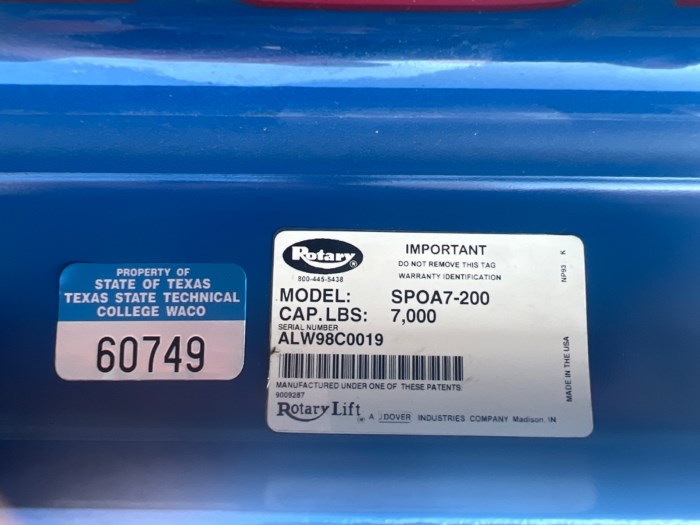 PROPERTY OF
STATE OF TEXAS
TEXAS STATE TECHNICAL
COLLEGE WACO
60749
Rotary
800-445-5438
IMPORTANT
DO NOT REMOVE THIS TAG
WARRANTY IDENTIFICATION
NP93 K
MODEL: SPOA7-200
CAP.LBS: 7,000
SERIAL NUMBER
ALW98C0019
MADE IN THE USA
MANUFACTURED UNDER ONE OF THESE PATENTS
9009287
Rotary Lift ® A DOVER INDUSTRIES COMPANY Madison, IN